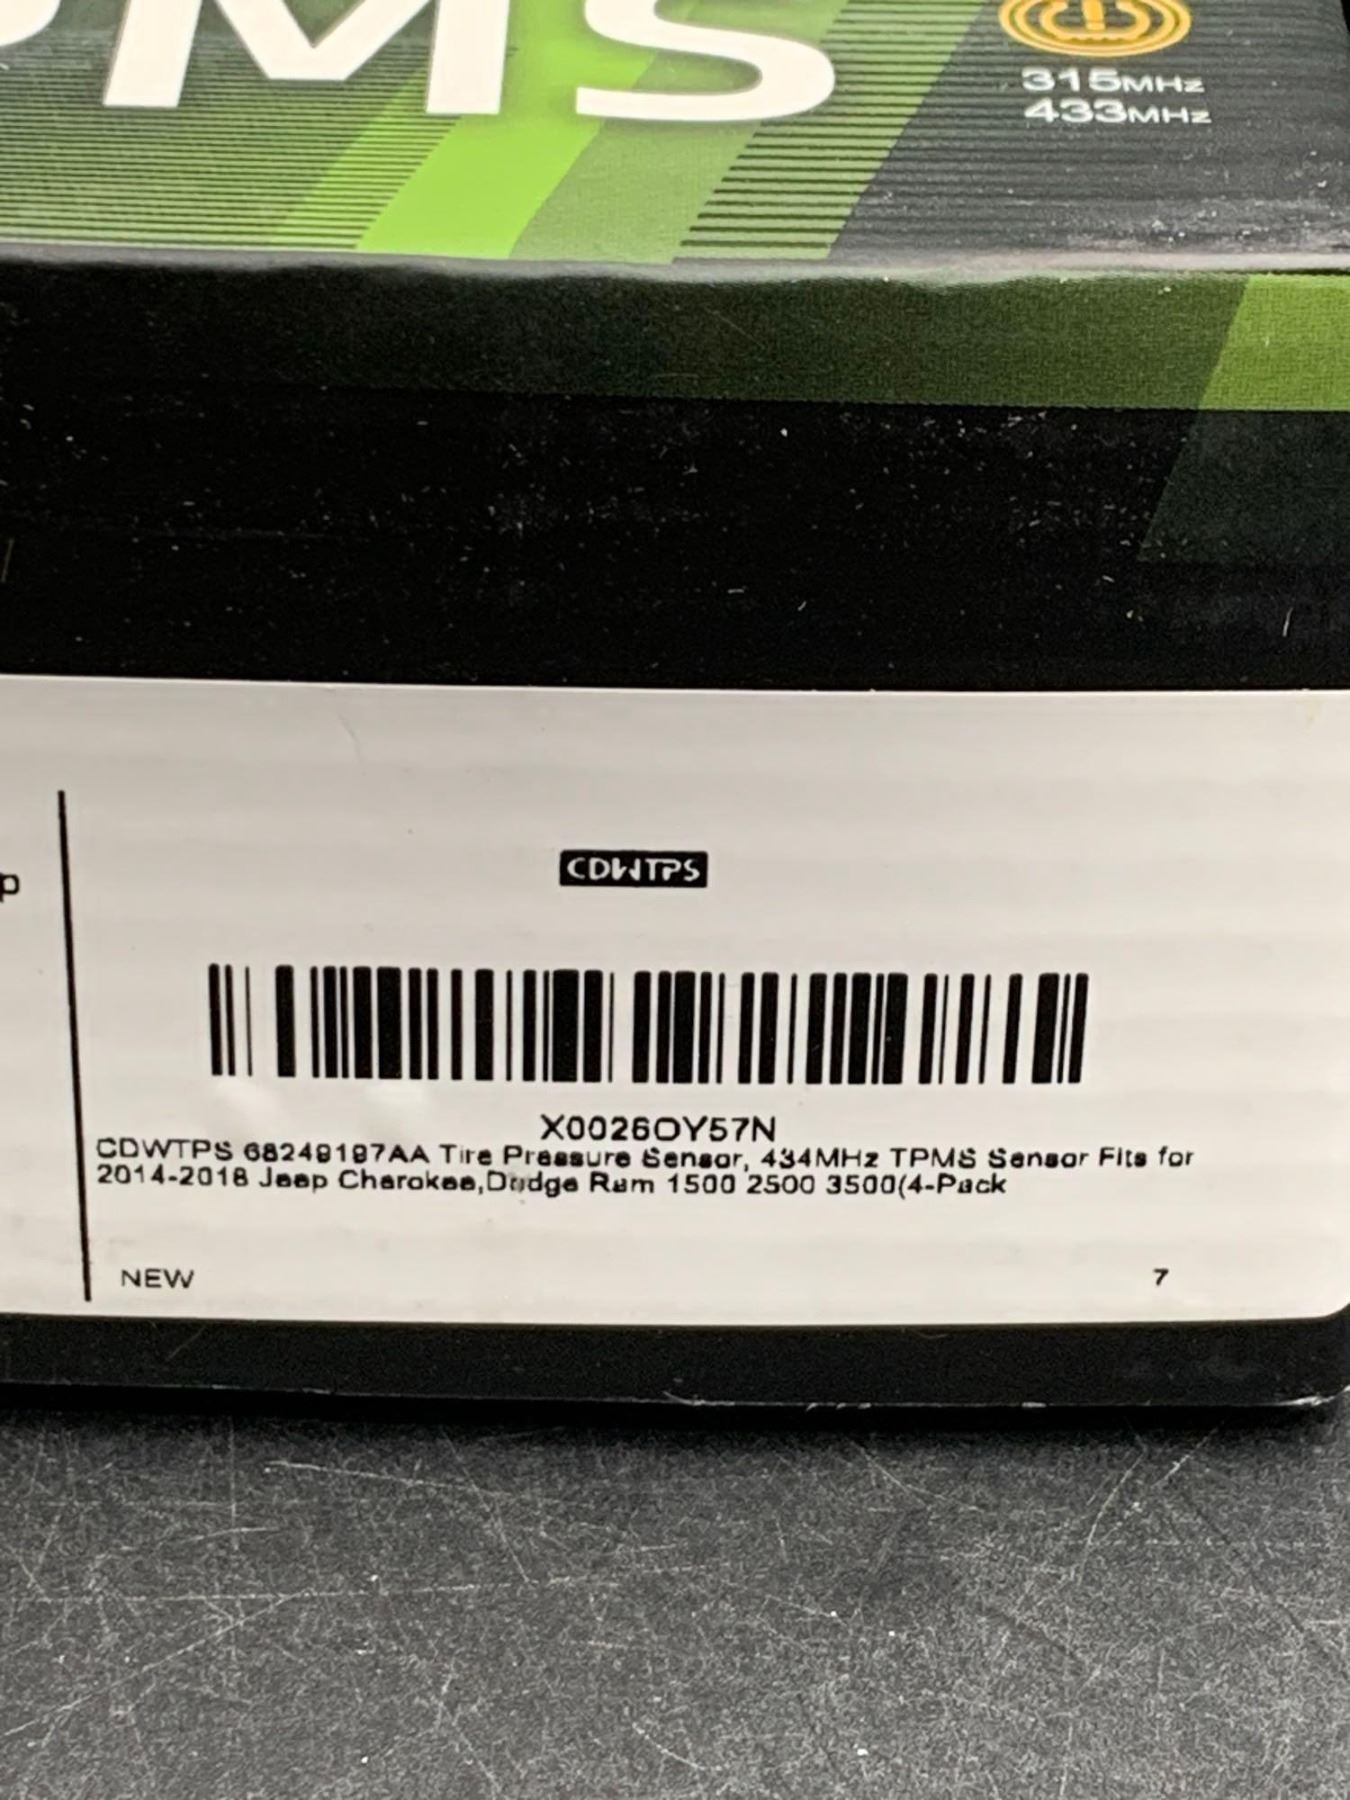 PMS
315MHz
433MHz
p
CDWTPS
X0026OY57N
CDWTPS 68249197AA Tire Pressure Sensor, 434MHz TPMS Sensor Fits for
2014-2018 Jeep Cherokee,Dodge Ram 1500 2500 3500(4-Pack
NEW
7